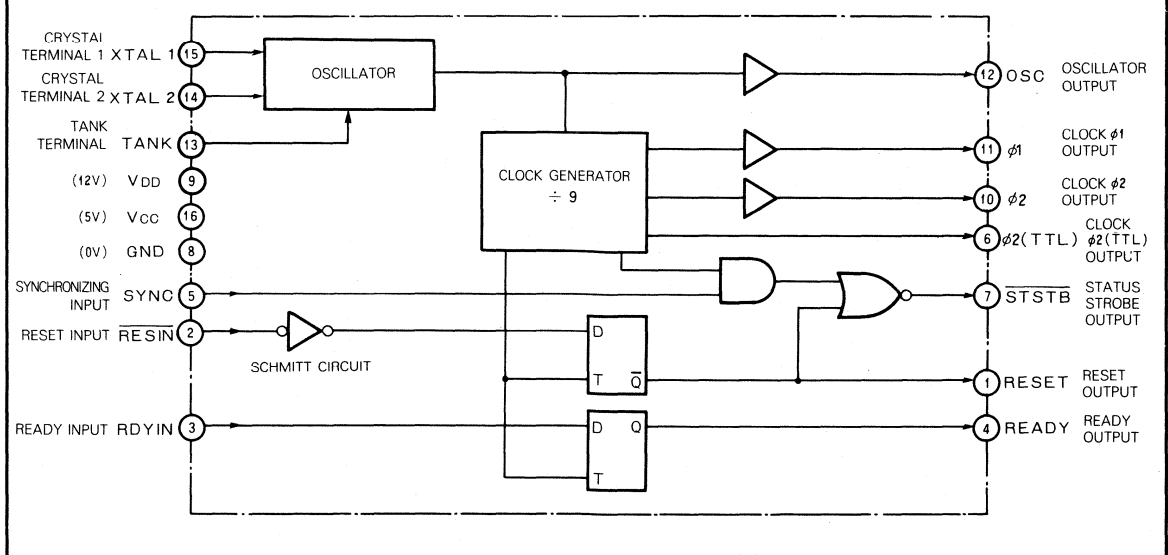 CRYSTAL
TERMINAL 1 XTAL 1 15
CRYSTAL
TERMINAL 2 XTAL 2 14
TANK
TERMINAL TANK 13
(12V) VDD 9
(5V) VCC 16
(0V) GND 8
SYNCHRONIZING
INPUT SYNC 5
RESET INPUT R̅E̅S̅I̅N̅ 2
READY INPUT RDYIN 3
OSCILLATOR
CLOCK GENERATOR
÷ 9
SCHMITT CIRCUIT
D
T Q̅
D Q
T
12 OSC OSCILLATOR
OUTPUT
11 φ1 CLOCK φ1
OUTPUT
10 φ2 CLOCK φ2
OUTPUT
6 φ2(TTL) CLOCK
φ2(TTL)
OUTPUT
7 S̅T̅S̅T̅B̅ STATUS
STROBE
OUTPUT
1 RESET RESET
OUTPUT
4 READY READY
OUTPUT